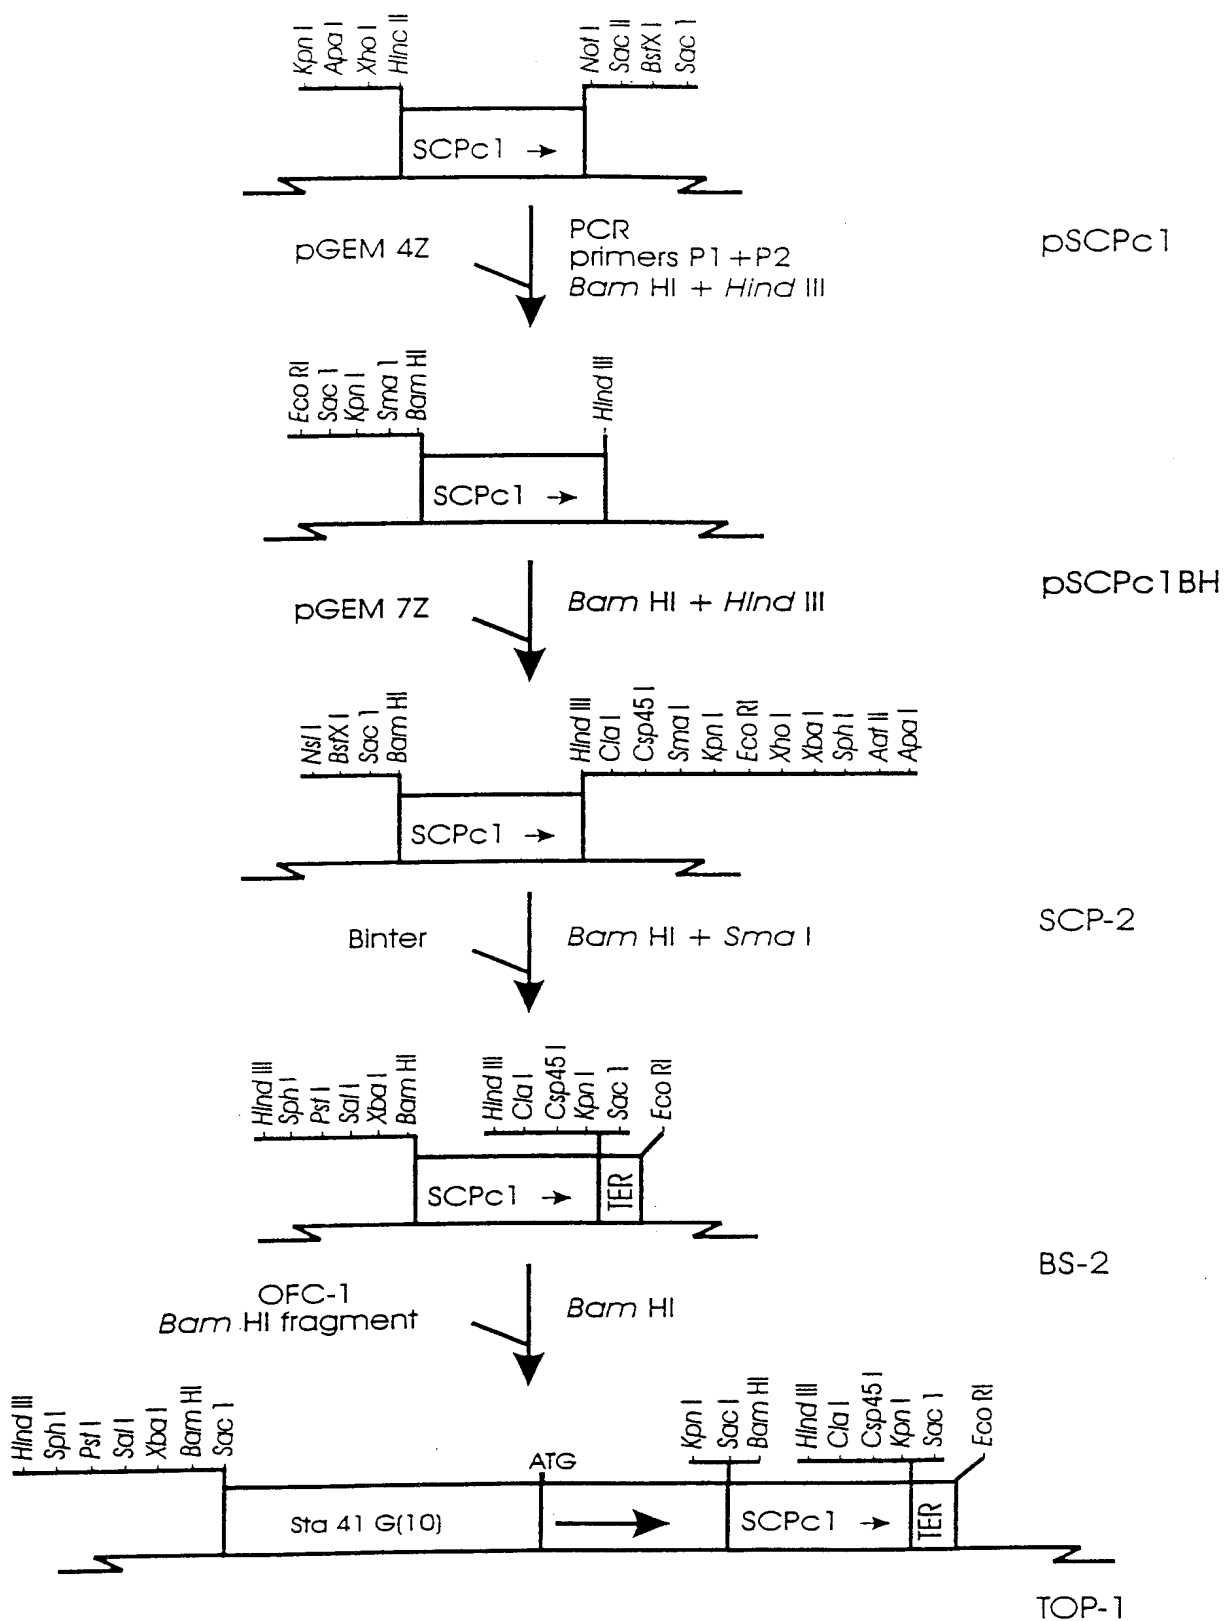 Kpn I
Apa I
Xho I
Hinc II
Not I
Sac II
BstX I
Sac I
SCPc1
pGEM 4Z
PCR
primers P1 + P2
Bam HI + Hind III
pSCPc1
Eco RI
Sac I
Kpn I
Sma I
Bam HI
Hind III
SCPc1
pGEM 7Z
Bam HI + Hind III
pSCPc1BH
Nsi I
BstX I
Sac I
Bam HI
Hind III
Cla I
Csp45 I
Sma I
Kpn I
Eco RI
Xho I
Xba I
Sph I
Aat II
Apa I
SCPc1
Binter
Bam HI + Sma I
SCP-2
Hind III
Sph I
Pst I
Sal I
Xba I
Bam HI
Hind III
Cla I
Csp45 I
Kpn I
Sac I
Eco RI
SCPc1
TER
OFC-1
Bam HI fragment
Bam HI
BS-2
Hind III
Sph I
Pst I
Sal I
Xba I
Bam HI
Sac I
ATG
Kpn I
Sac I
Bam HI
Hind III
Cla I
Csp45 I
Kpn I
Sac I
Eco RI
Sta 41 G(10)
SCPc1
TER
TOP-1